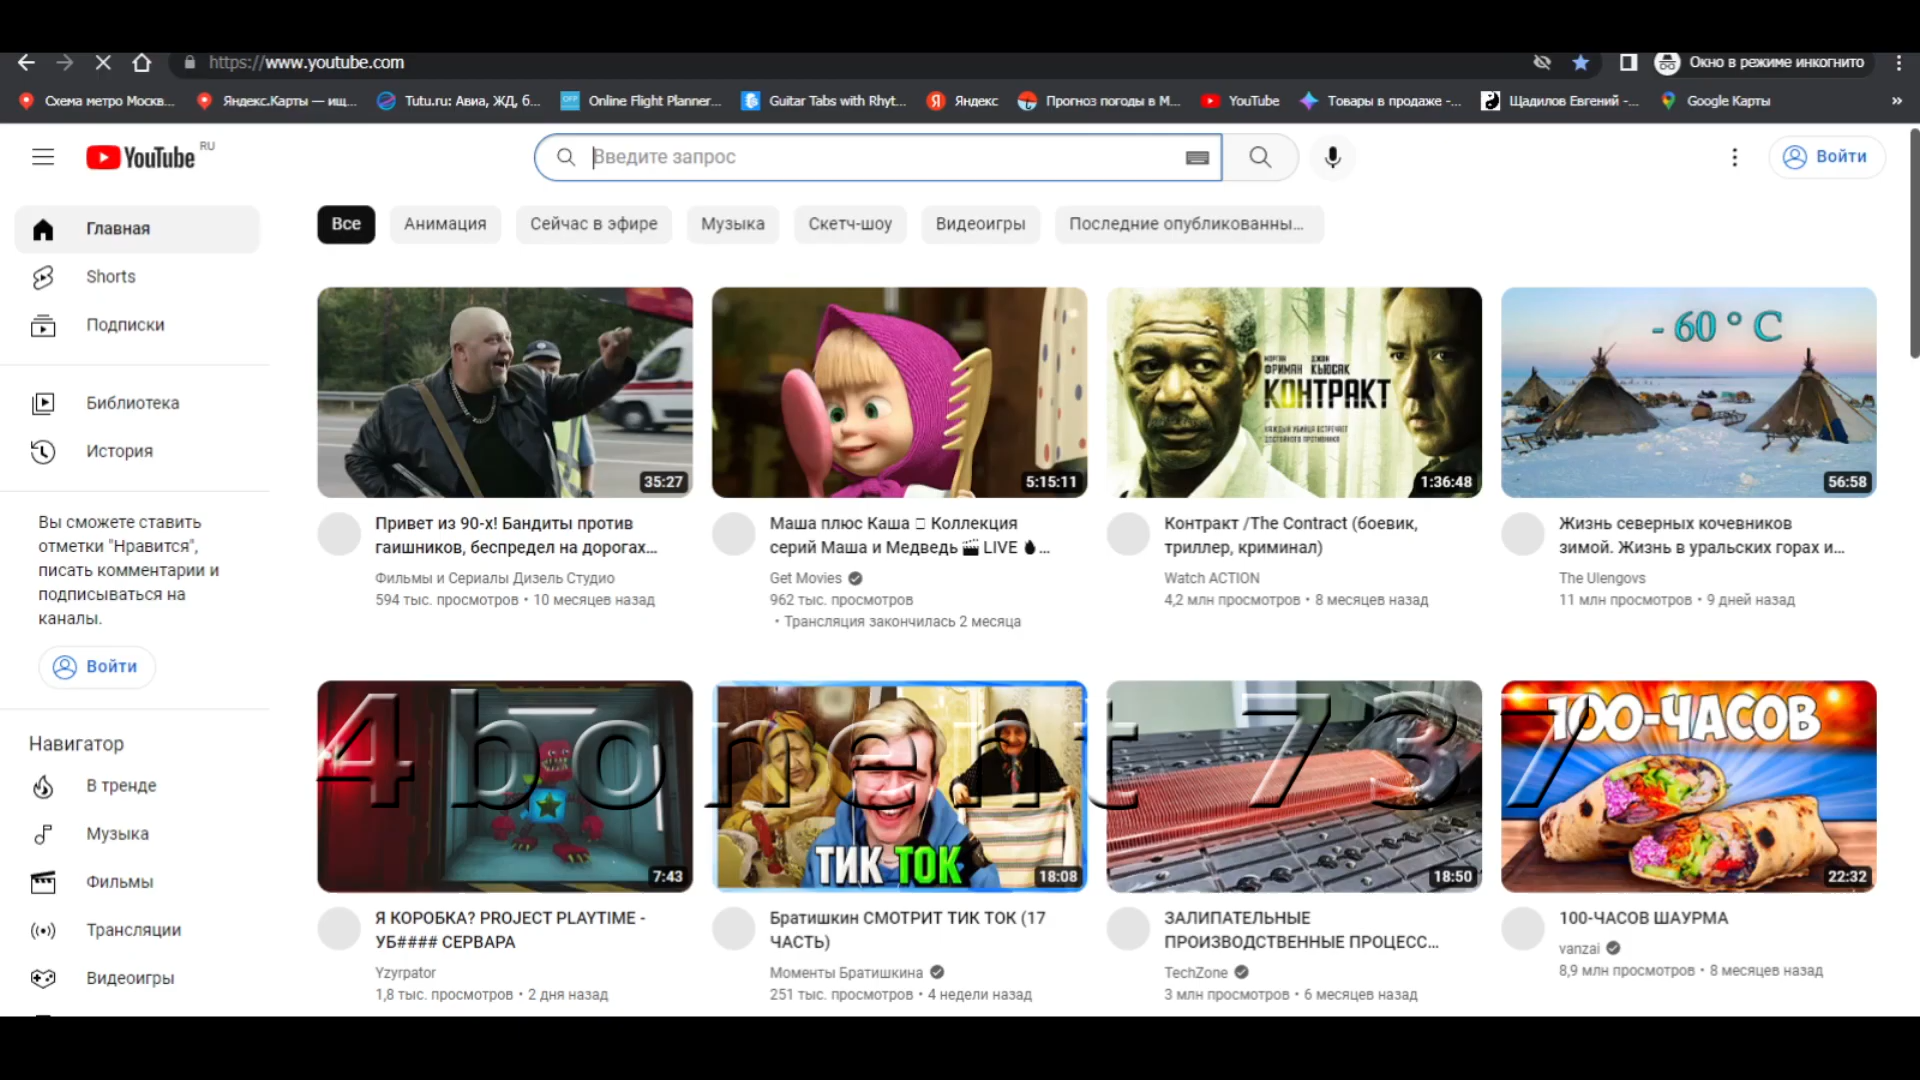 https://www.youtube.com
Окно в режиме инкогнито
Схема метро Москв...
Яндекс.Карты — ищ...
Tutu.ru: Авиа, ЖД, б...
Online Flight Planner...
Guitar Tabs with Rhyt...
Яндекс
Прогноз погоды в М...
YouTube
Товары в продаже -...
Щадилов Евгений -...
Google Карты
YouTube RU
Введите запрос
Войти
Главная
Shorts
Подписки
Библиотека
История
Вы сможете ставить
отметки "Нравится",
писать комментарии и
подписываться на
каналы.
Войти
Навигатор
В тренде
Музыка
Фильмы
Трансляции
Видеоигры
Все
Анимация
Сейчас в эфире
Музыка
Скетч-шоу
Видеоигры
Последние опубликованны...
35:27
Привет из 90-х! Бандиты против
гаишников, беспредел на дорогах...
Фильмы и Сериалы Дизель Студио
594 тыс. просмотров • 10 месяцев назад
5:15:11
Маша плюс Каша Коллекция
серий Маша и Медведь LIVE ...
Get Movies
962 тыс. просмотров
• Трансляция закончилась 2 месяца
МОРГАН ФРИМАН
ДЖОН КЬЮСАК
КОНТРАКТ
КАЖДЫЙ УБИЙЦА ВСТРЕЧАЕТ
ДОСТОЙНОГО ПРОТИВНИКА
1:36:48
Контракт /The Contract (боевик,
триллер, криминал)
Watch ACTION
4,2 млн просмотров • 8 месяцев назад
- 60 ° C
56:58
Жизнь северных кочевников
зимой. Жизнь в уральских горах и...
The Ulengovs
11 млн просмотров • 9 дней назад
4bonent 737
7:43
Я КОРОБКА? PROJECT PLAYTIME -
УБ#### СЕРВАРА
Yzyrpator
1,8 тыс. просмотров • 2 дня назад
ТИК ТОК
18:08
Братишкин СМОТРИТ ТИК ТОК (17
ЧАСТЬ)
Моменты Братишкина
251 тыс. просмотров • 4 недели назад
18:50
ЗАЛИПАТЕЛЬНЫЕ
ПРОИЗВОДСТВЕННЫЕ ПРОЦЕСС...
TechZone
3 млн просмотров • 6 месяцев назад
100-ЧАСОВ
22:32
100-ЧАСОВ ШАУРМА
vanzai
8,9 млн просмотров • 8 месяцев назад